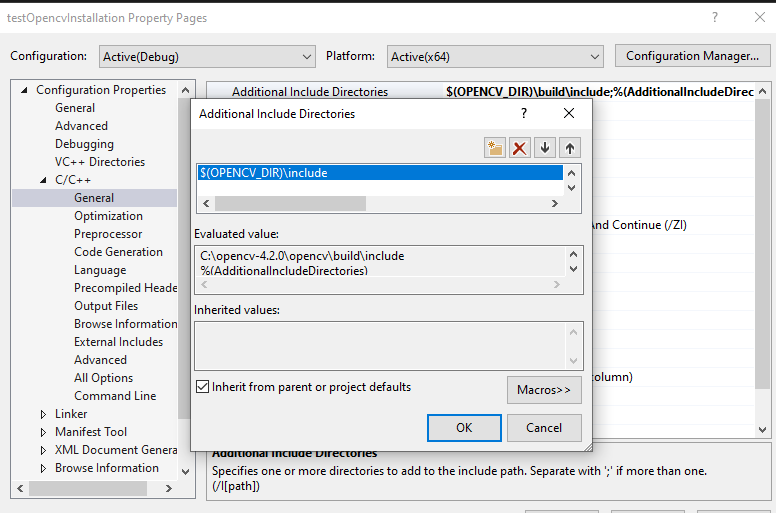 testOpencvInstallation Property Pages
?
Configuration:
Active(Debug)
Platform:
Active(x64)
Configuration Manager...
Configuration Properties
General
Advanced
Debugging
VC++ Directories
C/C++
General
Optimization
Preprocessor
Code Generation
Language
Precompiled Heade
Output Files
Browse Information
External Includes
Advanced
All Options
Command Line
Linker
Manifest Tool
XML Document Genera
Browse Information
Additional Include Directories
$(OPENCV_DIR)\build\include;%(AdditionalIncludeDirec
And Continue (/ZI)
column)
Additional Include Directories
?
$(OPENCV_DIR)\include
Evaluated value:
C:\opencv-4.2.0\opencv\build\include
%(AdditionalIncludeDirectories)
Inherited values:
Inherit from parent or project defaults
Macros>>
OK
Cancel
Additional Include Directories
Specifies one or more directories to add to the include path. Separate with ';' if more than one.
(/I[path])